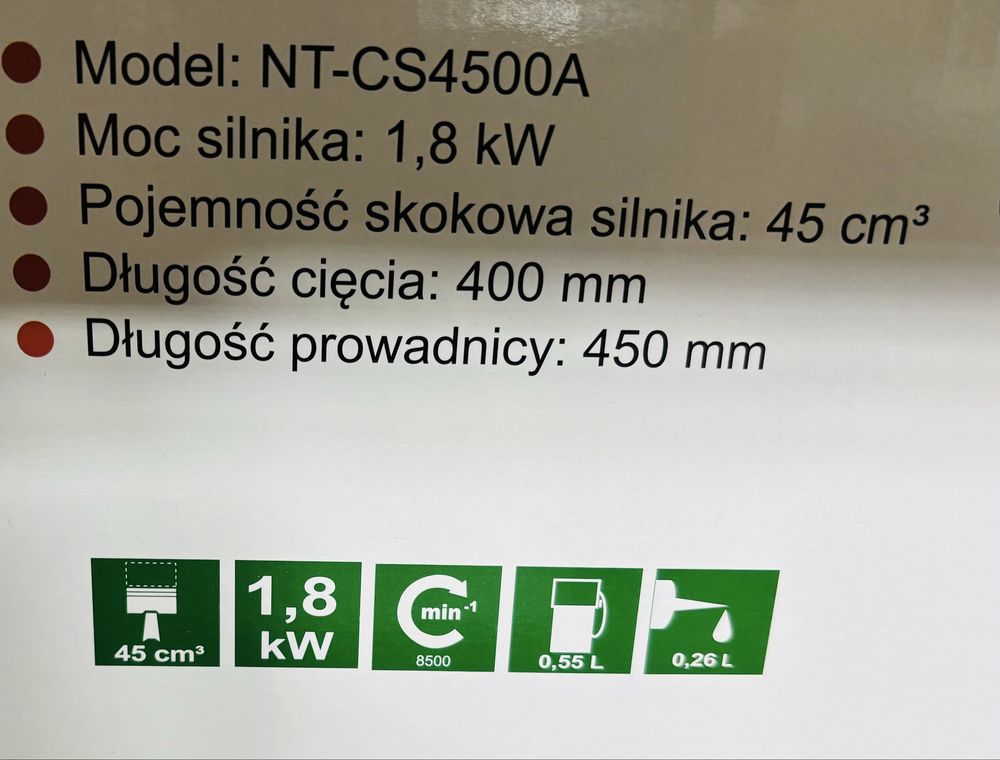 Model: NT-CS4500A
Moc silnika: 1,8 kW
Pojemność skokowa silnika: 45 cm³
Długość cięcia: 400 mm
Długość prowadnicy: 450 mm
45 cm³
1,8
kW
min⁻¹
8500
0,55 L
0,26 L